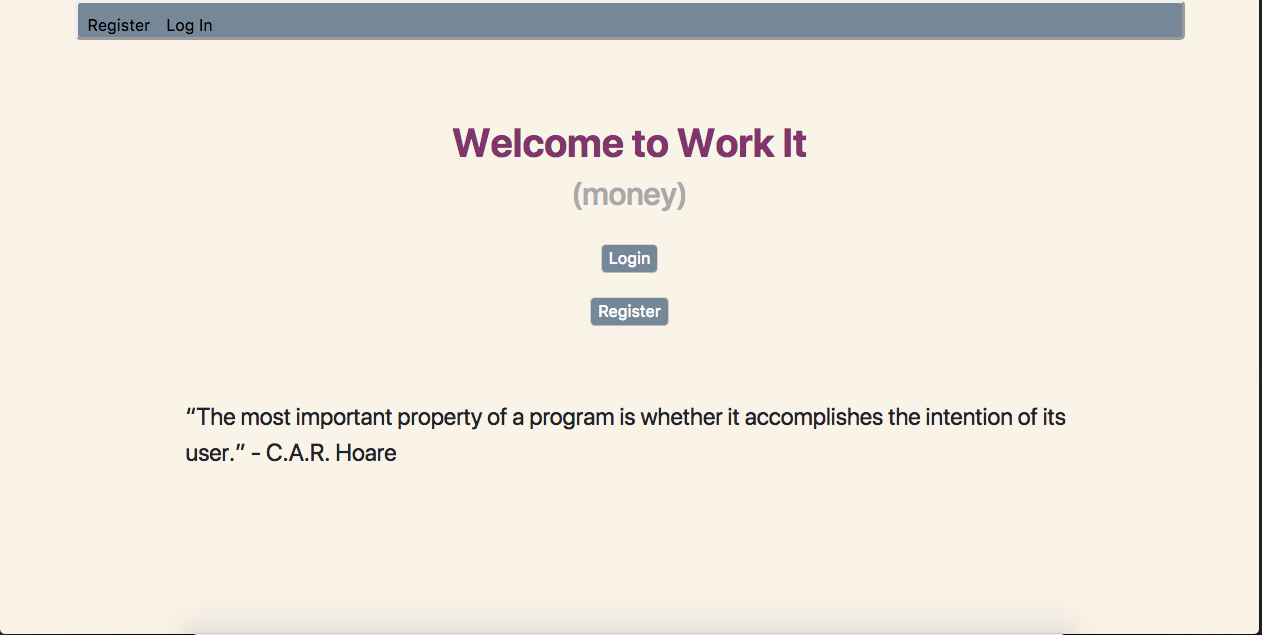 Register Log In
Welcome to Work It
(money)
Login
Register
“The most important property of a program is whether it accomplishes the intention of its
user.” - C.A.R. Hoare